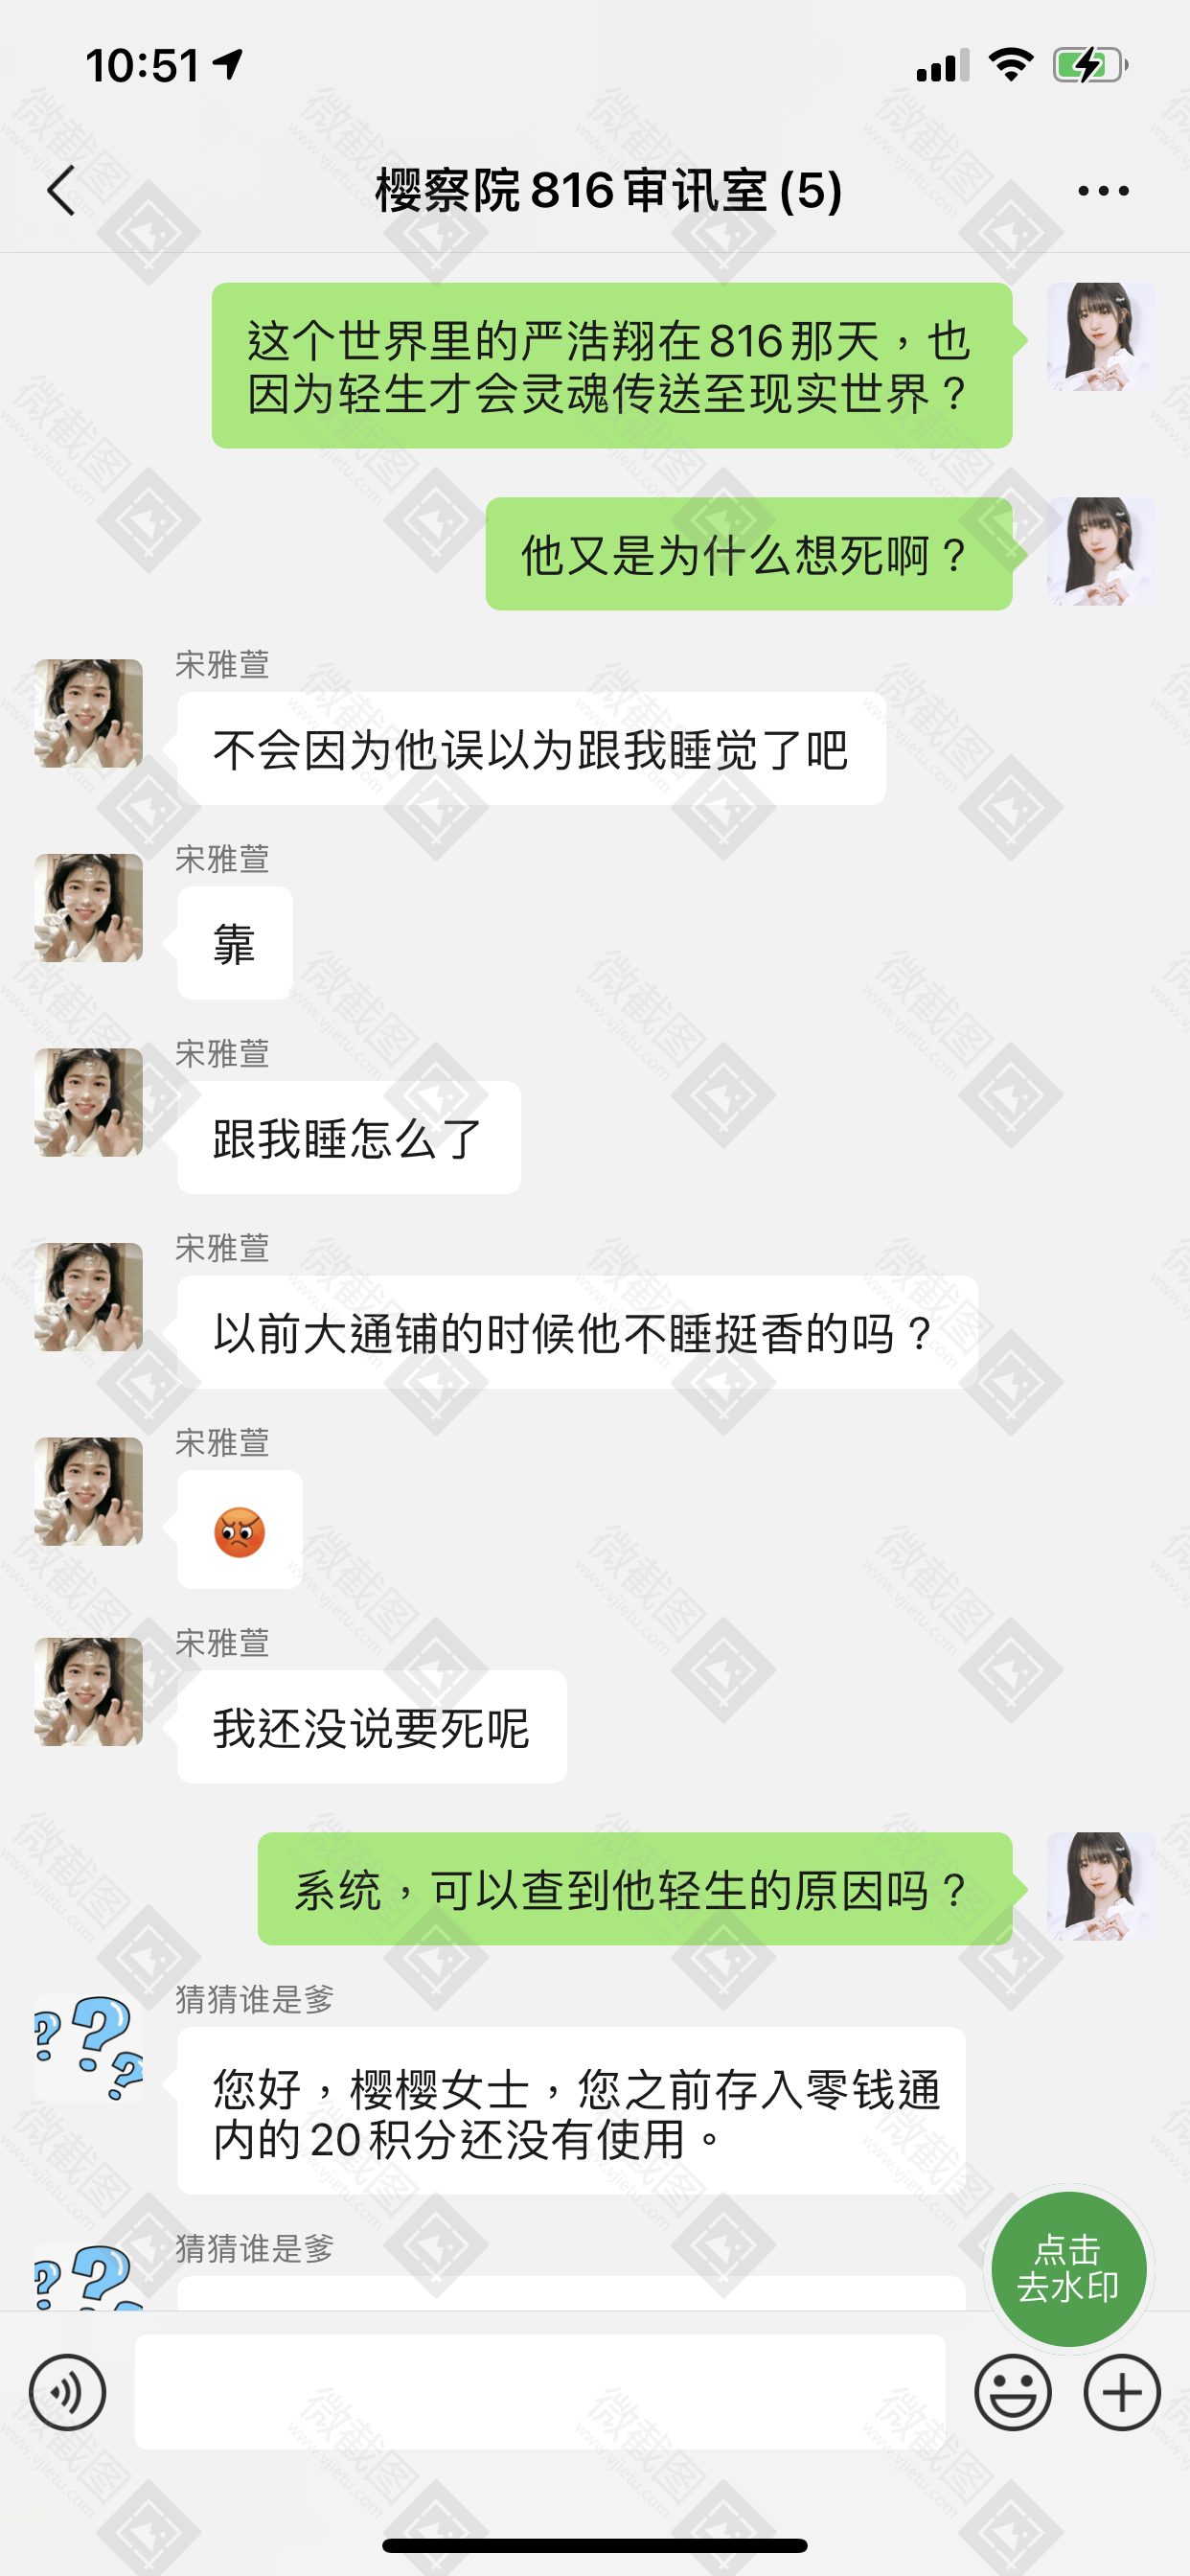 10:51
樱察院816审讯室(5)
这个世界里的严浩翔在816那天，也
因为轻生才会灵魂传送至现实世界？
他又是为什么想死啊？
宋雅萱
不会因为他误以为跟我睡觉了吧
宋雅萱
靠
宋雅萱
跟我睡怎么了
宋雅萱
以前大通铺的时候他不睡挺香的吗？
宋雅萱
宋雅萱
我还没说要死呢
系统，可以查到他轻生的原因吗？
猜猜谁是爹
您好，樱樱女士，您之前存入零钱通
内的20积分还没有使用。
猜猜谁是爹
点击
去水印
微截图
www.vjietu.com